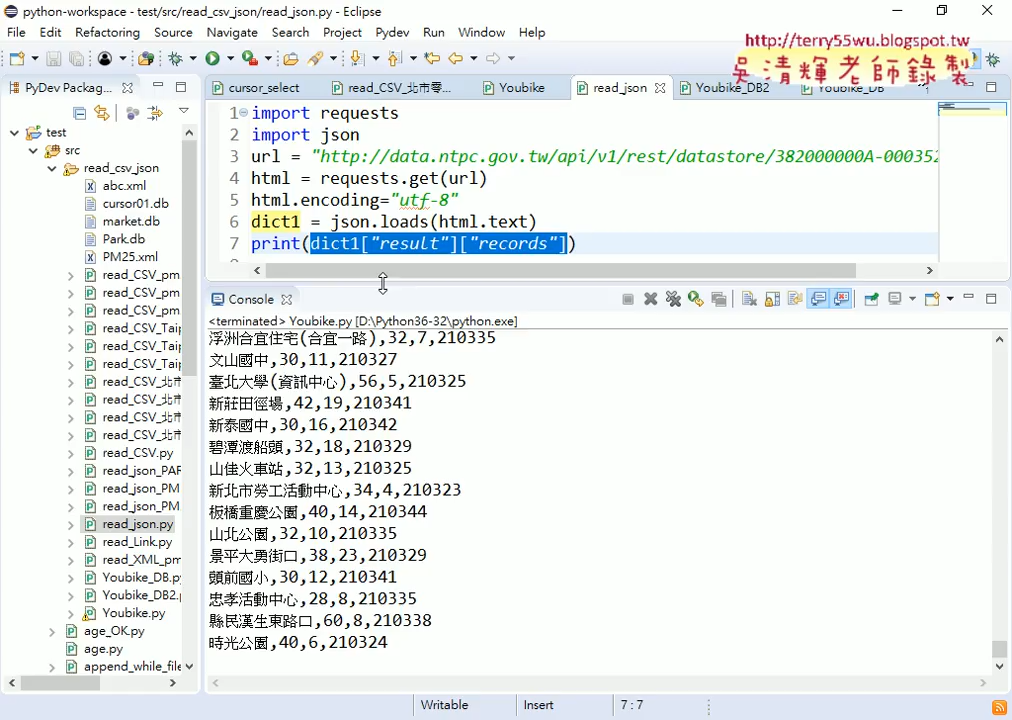 python-workspace - test/src/read_csv_json/read_json.py - Eclipse
File Edit Refactoring Source Navigate Search Project Pydev Run Window Help
http://terry55wu.blogspot.tw
吳清輝老師錄製
PyDev Packag...
cursor_select read_CSV_北市零... Youbike read_json Youbike_DB2 Youbike_DB
test
src
read_csv_json
abc.xml
cursor01.db
market.db
Park.db
PM25.xml
read_CSV_pm
read_CSV_pm
read_CSV_pm
read_CSV_Taip
read_CSV_Taip
read_CSV_Taip
read_CSV_北市
read_CSV_北市
read_CSV_北市
read_CSV_北市
read_CSV.py
read_json_PAR
read_json_PM
read_json_PM
read_json.py
read_Link.py
read_XML_pm
Youbike_DB.py
Youbike_DB2.p
Youbike.py
age_OK.py
age.py
append_while_file
1 import requests
2 import json
3 url = "http://data.ntpc.gov.tw/api/v1/rest/datastore/382000000A-000352
4 html = requests.get(url)
5 html.encoding="utf-8"
6 dict1 = json.loads(html.text)
7 print(dict1["result"]["records"])
Console
<terminated> Youbike.py [D:\Python36-32\python.exe]
浮洲合宜住宅(合宜一路),32,7,210335
文山國中,30,11,210327
臺北大學(資訊中心),56,5,210325
新莊田徑場,42,19,210341
新泰國中,30,16,210342
碧潭渡船頭,32,18,210329
山佳火車站,32,13,210325
新北市勞工活動中心,34,4,210323
板橋重慶公園,40,14,210344
山北公園,32,10,210335
景平大勇街口,38,23,210329
頭前國小,30,12,210341
忠孝活動中心,28,8,210335
縣民漢生東路口,60,8,210338
時光公園,40,6,210324
Writable Insert 7 : 7